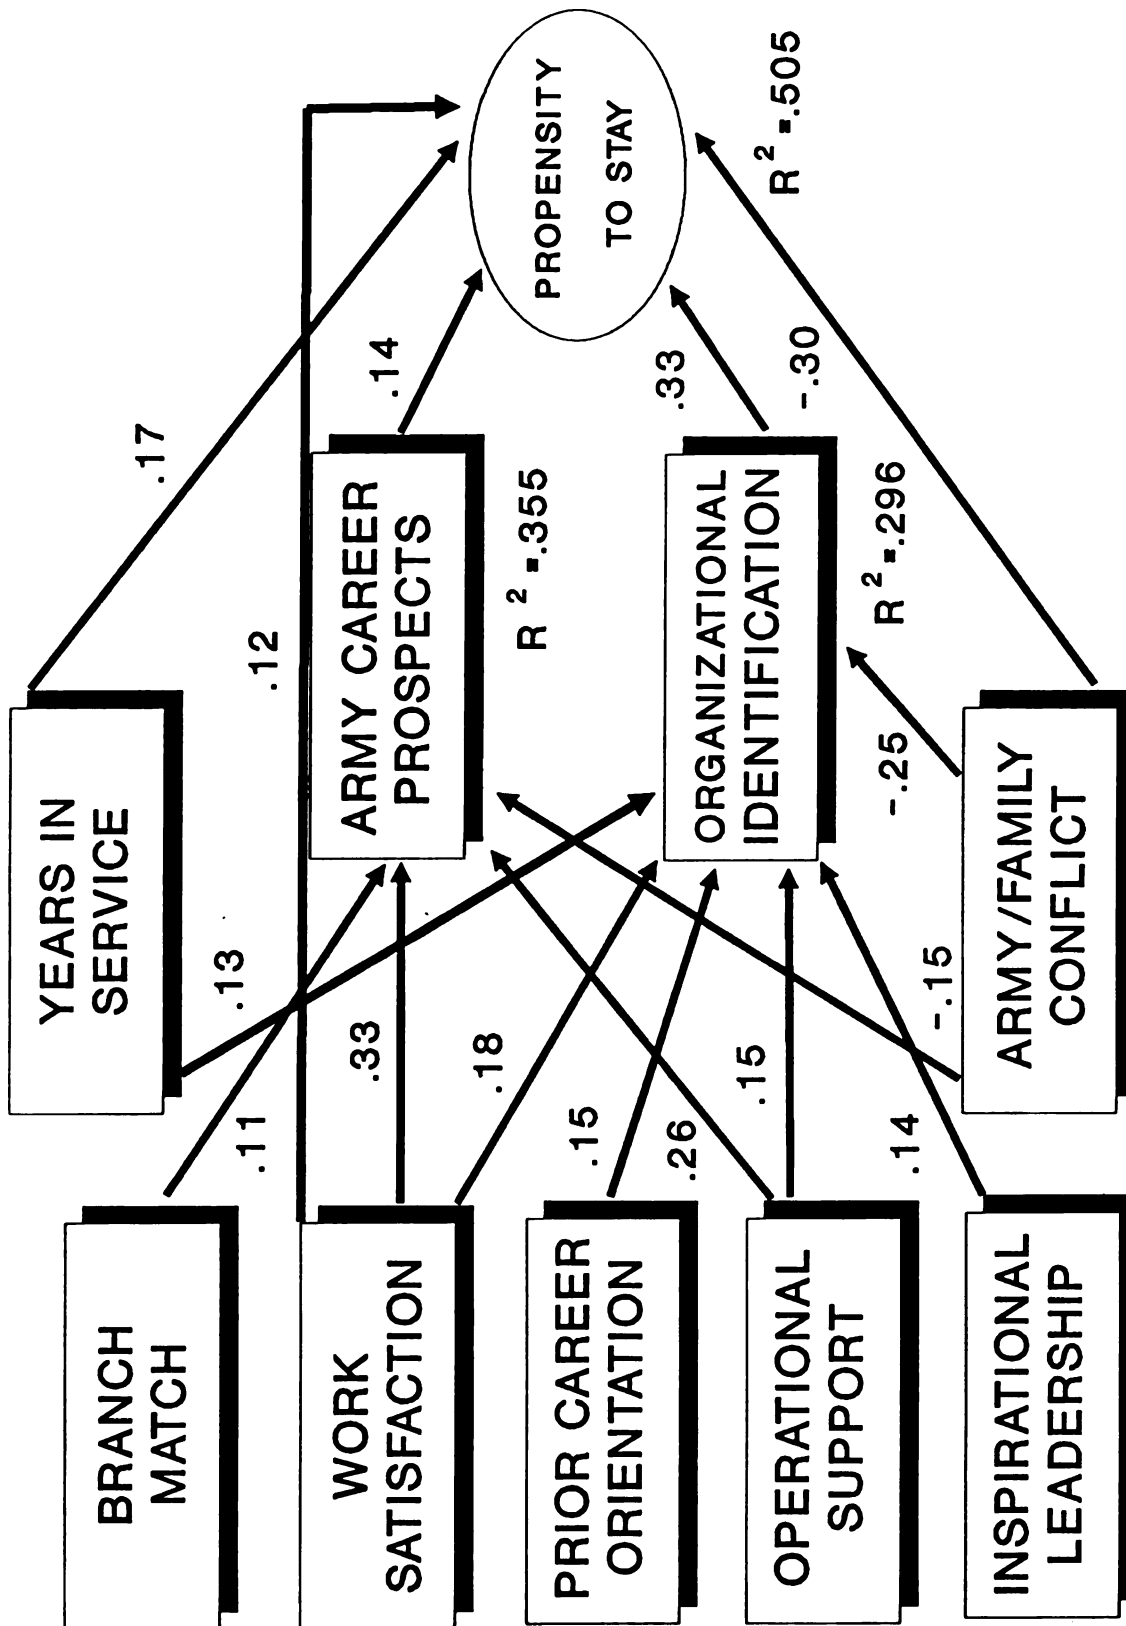 YEARS IN
SERVICE
.17
.13
.12
BRANCH
MATCH
.11
WORK
SATISFACTION
.33
.18
ARMY CAREER
PROSPECTS
.14
R² =.355
PROPENSITY
TO STAY
R² =.505
PRIOR CAREER
ORIENTATION
.15
.26
ORGANIZATIONAL
IDENTIFICATION
.33
-.30
R² =.296
OPERATIONAL
SUPPORT
.15
-.25
INSPIRATIONAL
LEADERSHIP
.14
-.15
ARMY/FAMILY
CONFLICT